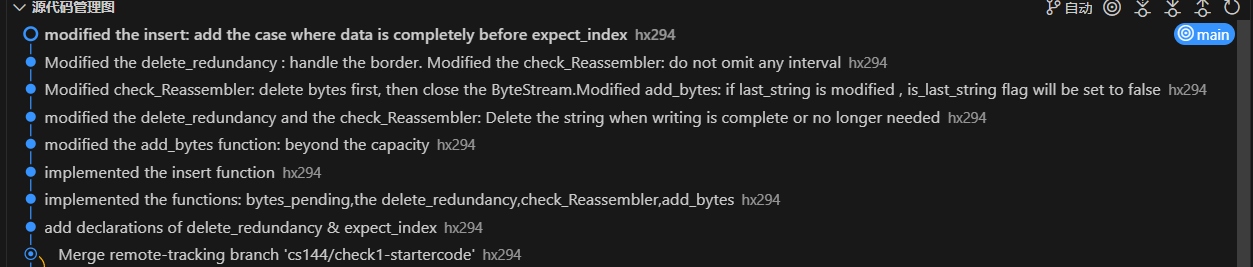 源代码管理图 自动
modified the insert: add the case where data is completely before expect_index hx294 main
Modified the delete_redundancy : handle the border. Modified the check_Reassembler: do not omit any interval hx294
Modified check_Reassembler: delete bytes first, then close the ByteStream.Modified add_bytes: if last_string is modified , is_last_string flag will be set to false hx294
modified the delete_redundancy and the check_Reassembler: Delete the string when writing is complete or no longer needed hx294
modified the add_bytes function: beyond the capacity hx294
implemented the insert function hx294
implemented the functions: bytes_pending,the delete_redundancy,check_Reassembler,add_bytes hx294
add declarations of delete_redundancy & expect_index hx294
Merge remote-tracking branch 'cs144/check1-startercode' hx294